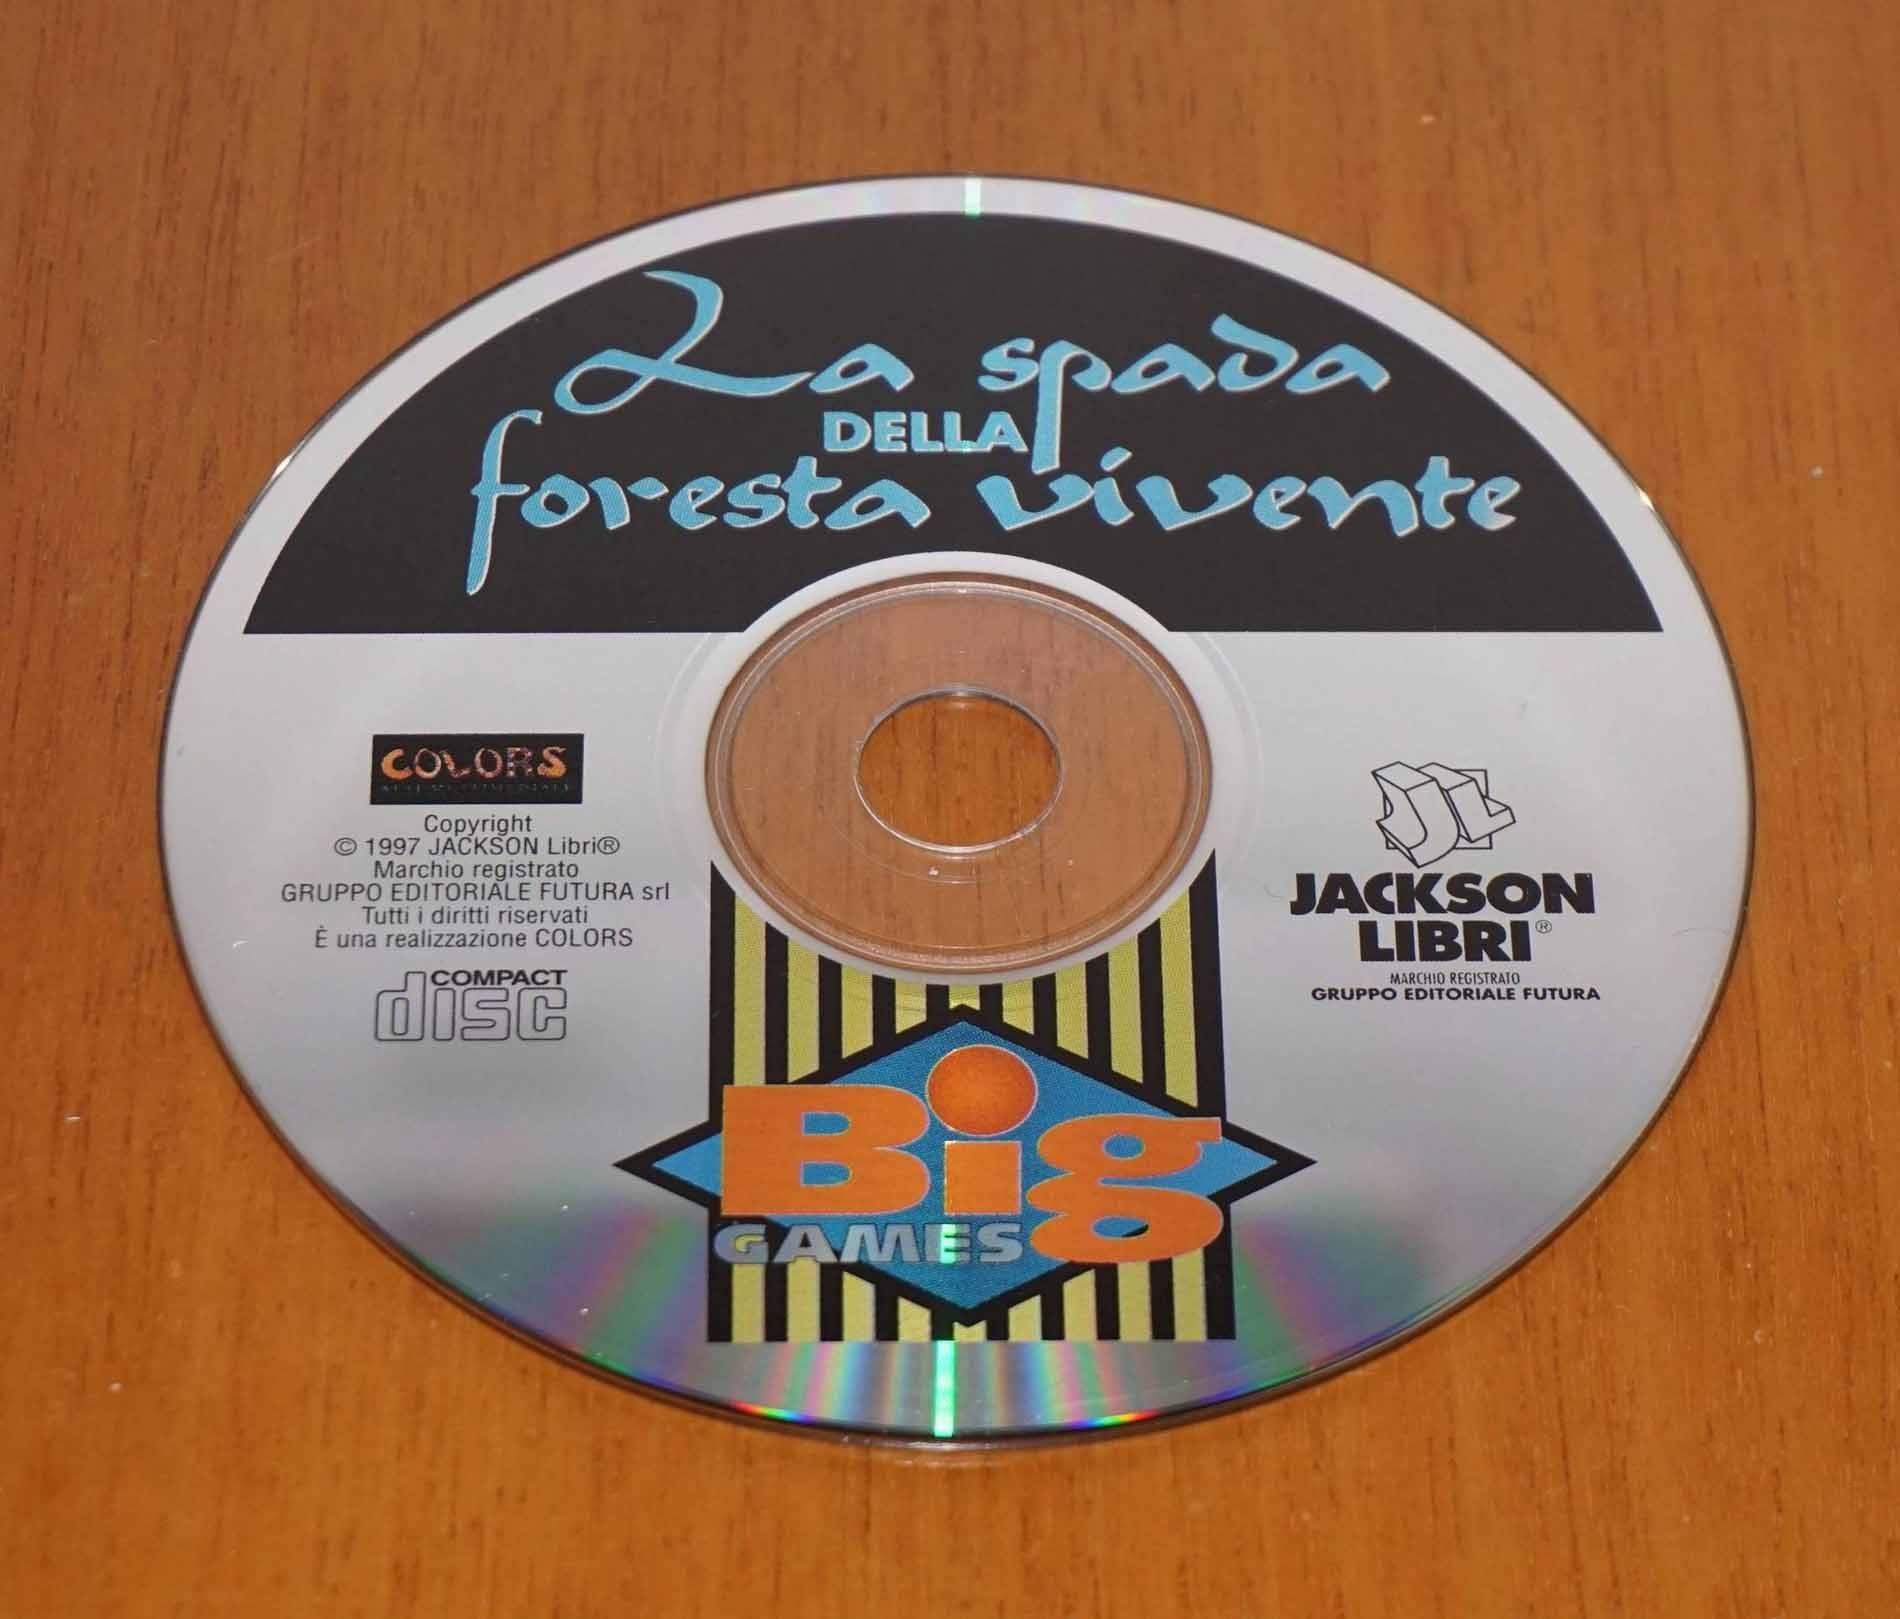 La spada
DELLA
foresta vivente
COLORS
Copyright
© 1997 JACKSON Libri®
Marchio registrato
GRUPPO EDITORIALE FUTURA srl
Tutti i diritti riservati
È una realizzazione COLORS
COMPACT
disc
JL
JACKSON
LIBRI®
MARCHIO REGISTRATO
GRUPPO EDITORIALE FUTURA
Big
GAMES